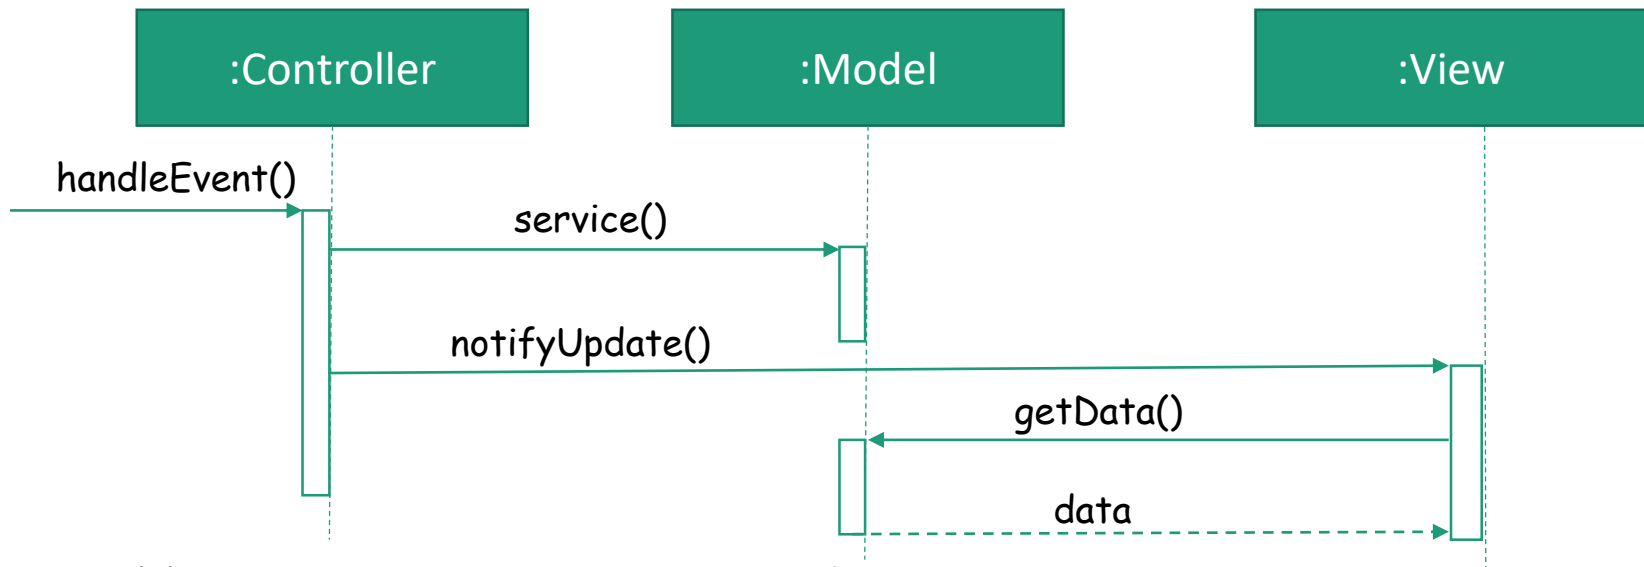 :Controller
:Model
:View
handleEvent()
service()
notifyUpdate()
getData()
data